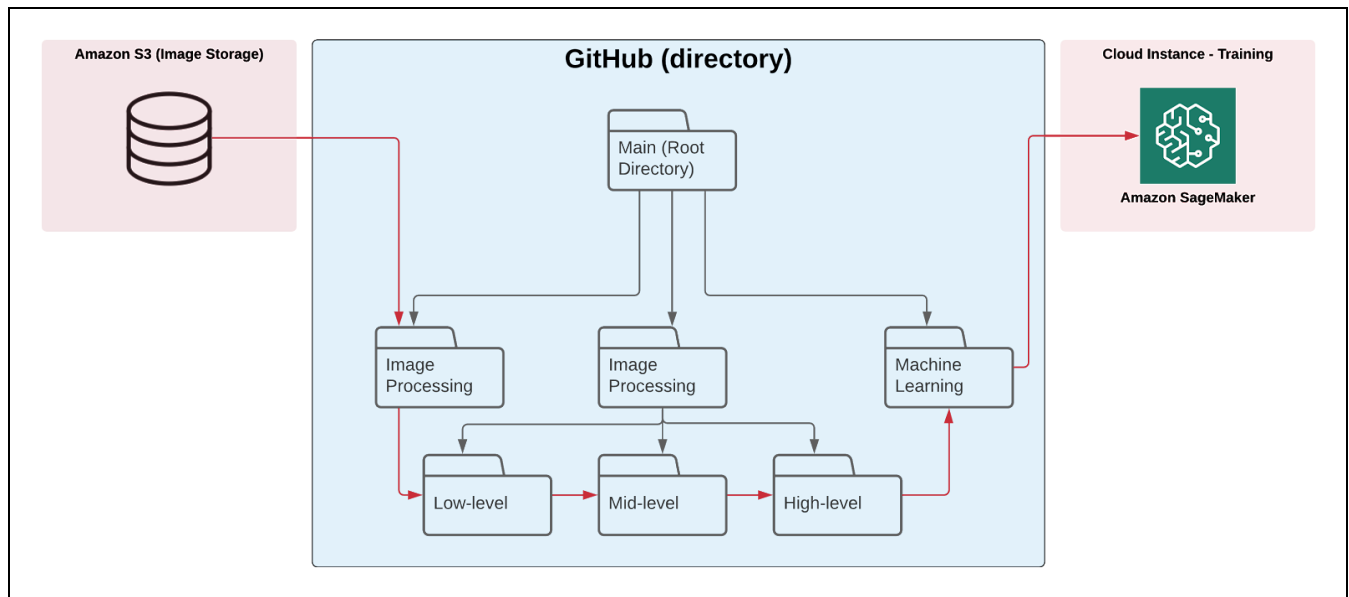 Amazon S3 (Image Storage)
GitHub (directory)
Cloud Instance - Training
Main (Root
Directory)
Amazon SageMaker
Image
Processing
Image
Processing
Machine
Learning
Low-level
Mid-level
High-level